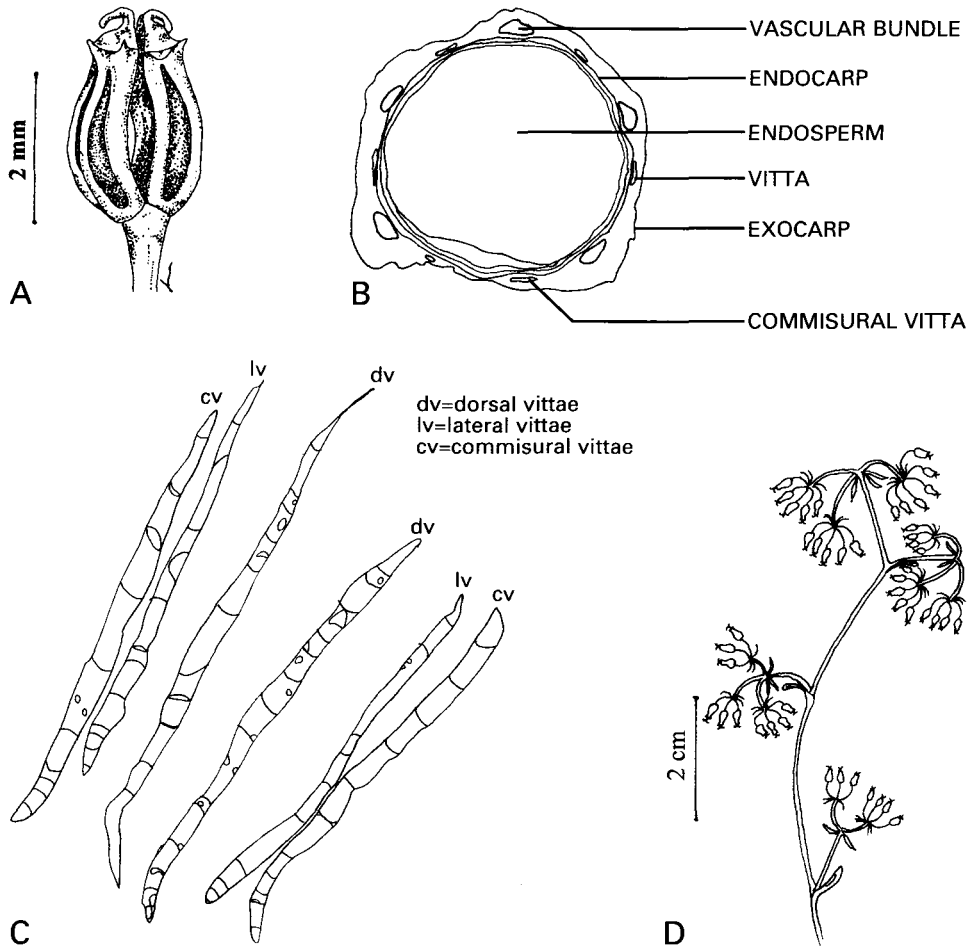 2 mm
A
VASCULAR BUNDLE
ENDOCARP
ENDOSPERM
VITTA
EXOCARP
COMMISURAL VITTA
B
cv
lv
dv
dv=dorsal vittae
lv=lateral vittae
cv=commisural vittae
dv
lv
cv
C
2 cm
D